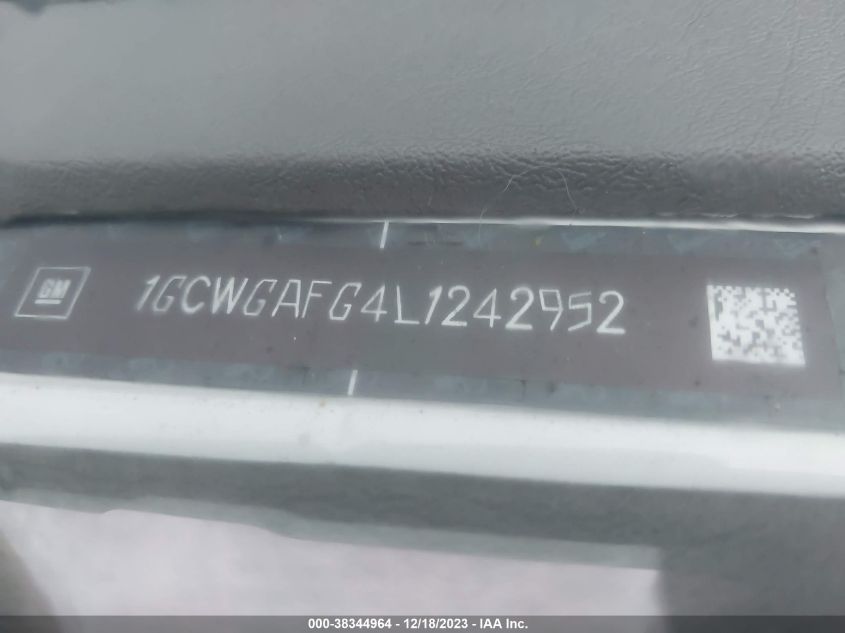 GM
1GCWGAFG4L1242952
000-38344964 - 12/18/2023 - IAA Inc.